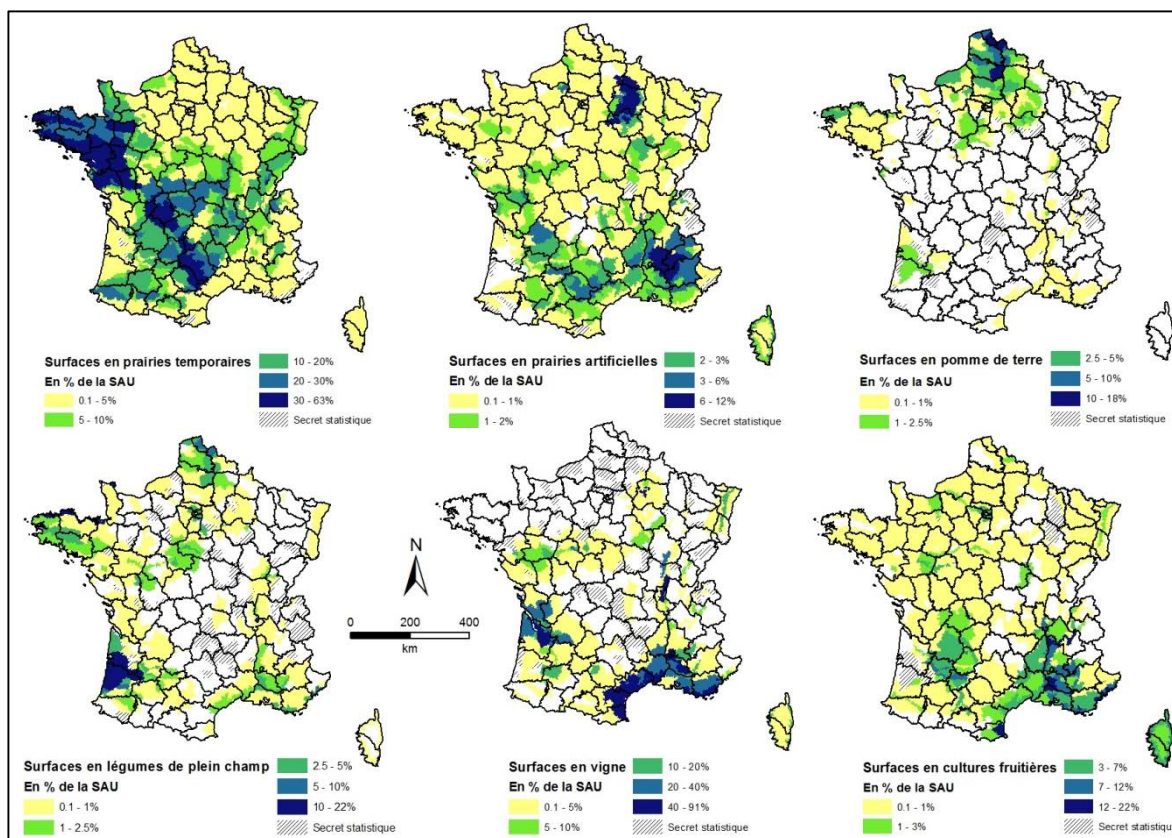 Surfaces en prairies temporaires
En % de la SAU
0.1 - 5%
5 - 10%
10 - 20%
20 - 30%
30 - 63%
Secret statistique
Surfaces en prairies artificielles
En % de la SAU
0.1 - 1%
1 - 2%
2 - 3%
3 - 6%
6 - 12%
Secret statistique
Surfaces en pomme de terre
En % de la SAU
0.1 - 1%
1 - 2.5%
2.5 - 5%
5 - 10%
10 - 18%
Secret statistique
N
0 200 400
km
Surfaces en légumes de plein champ
En % de la SAU
0.1 - 1%
1 - 2.5%
2.5 - 5%
5 - 10%
10 - 22%
Secret statistique
Surfaces en vigne
En % de la SAU
0.1 - 5%
5 - 10%
10 - 20%
20 - 40%
40 - 91%
Secret statistique
Surfaces en cultures fruitières
En % de la SAU
0.1 - 1%
1 - 3%
3 - 7%
7 - 12%
12 - 22%
Secret statistique